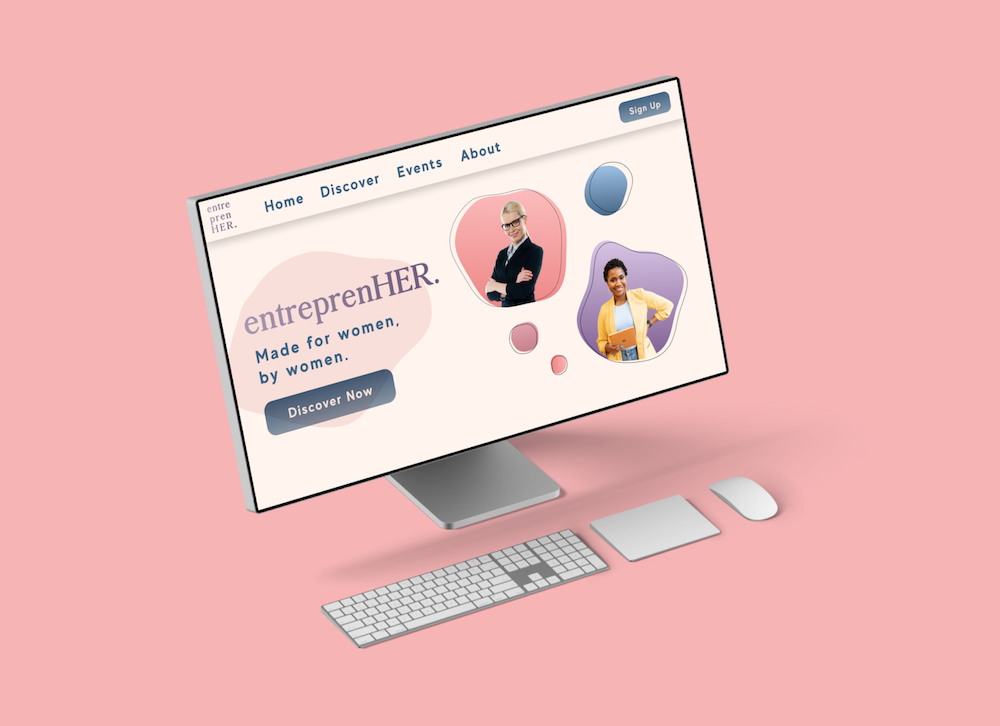 entre
pren
HER.
Home Discover Events About
Sign Up
entreprenHER.
Made for women,
by women.
Discover Now